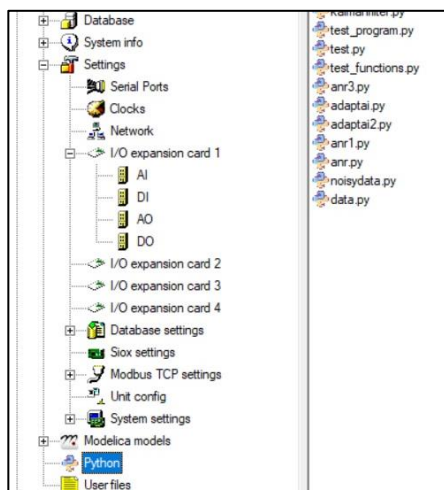 Database
System info
Settings
Serial Ports
Clocks
Network
I/O expansion card 1
AI
DI
AO
DO
I/O expansion card 2
I/O expansion card 3
I/O expansion card 4
Database settings
Siox settings
Modbus TCP settings
Unit config
System settings
Modelica models
Python
User files
test_program.py
test.py
test_functions.py
anr3.py
adaptai.py
adaptai2.py
anr1.py
anr.py
noisydata.py
data.py